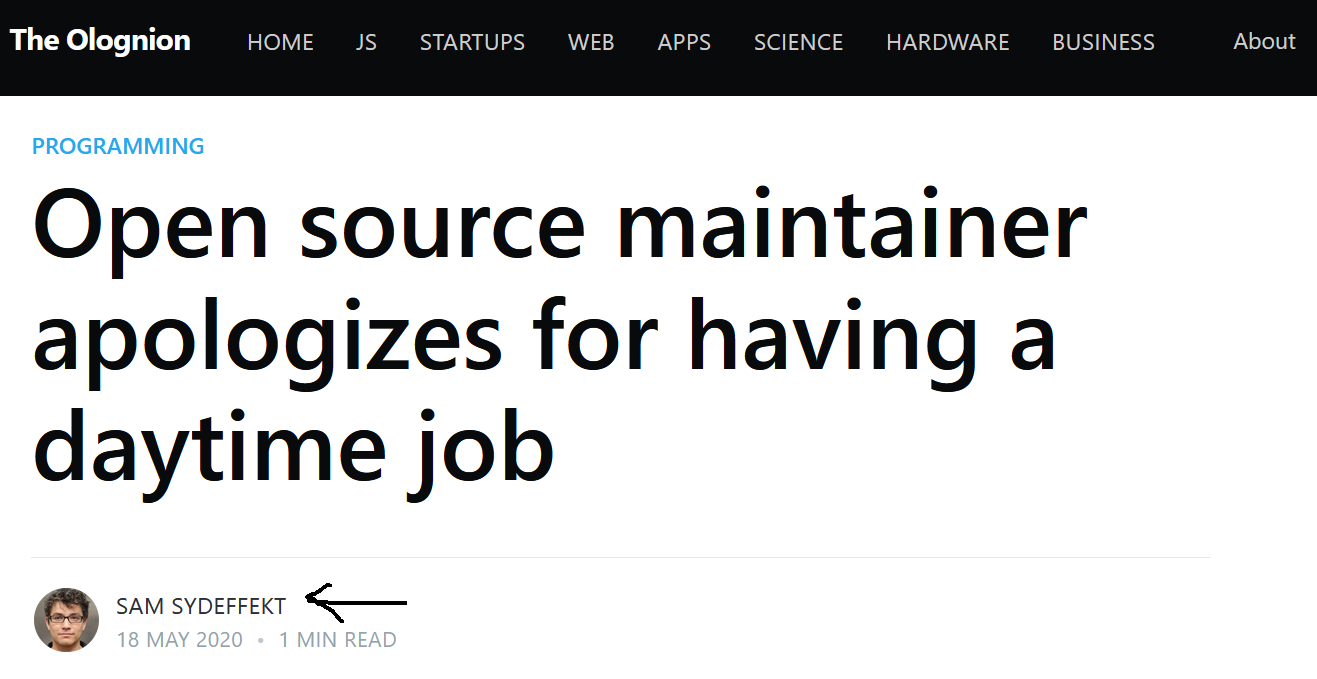 The Olognion HOME JS STARTUPS WEB APPS SCIENCE HARDWARE BUSINESS About
PROGRAMMING
Open source maintainer
apologizes for having a
daytime job
SAM SYDEFFEKT
18 MAY 2020 • 1 MIN READ